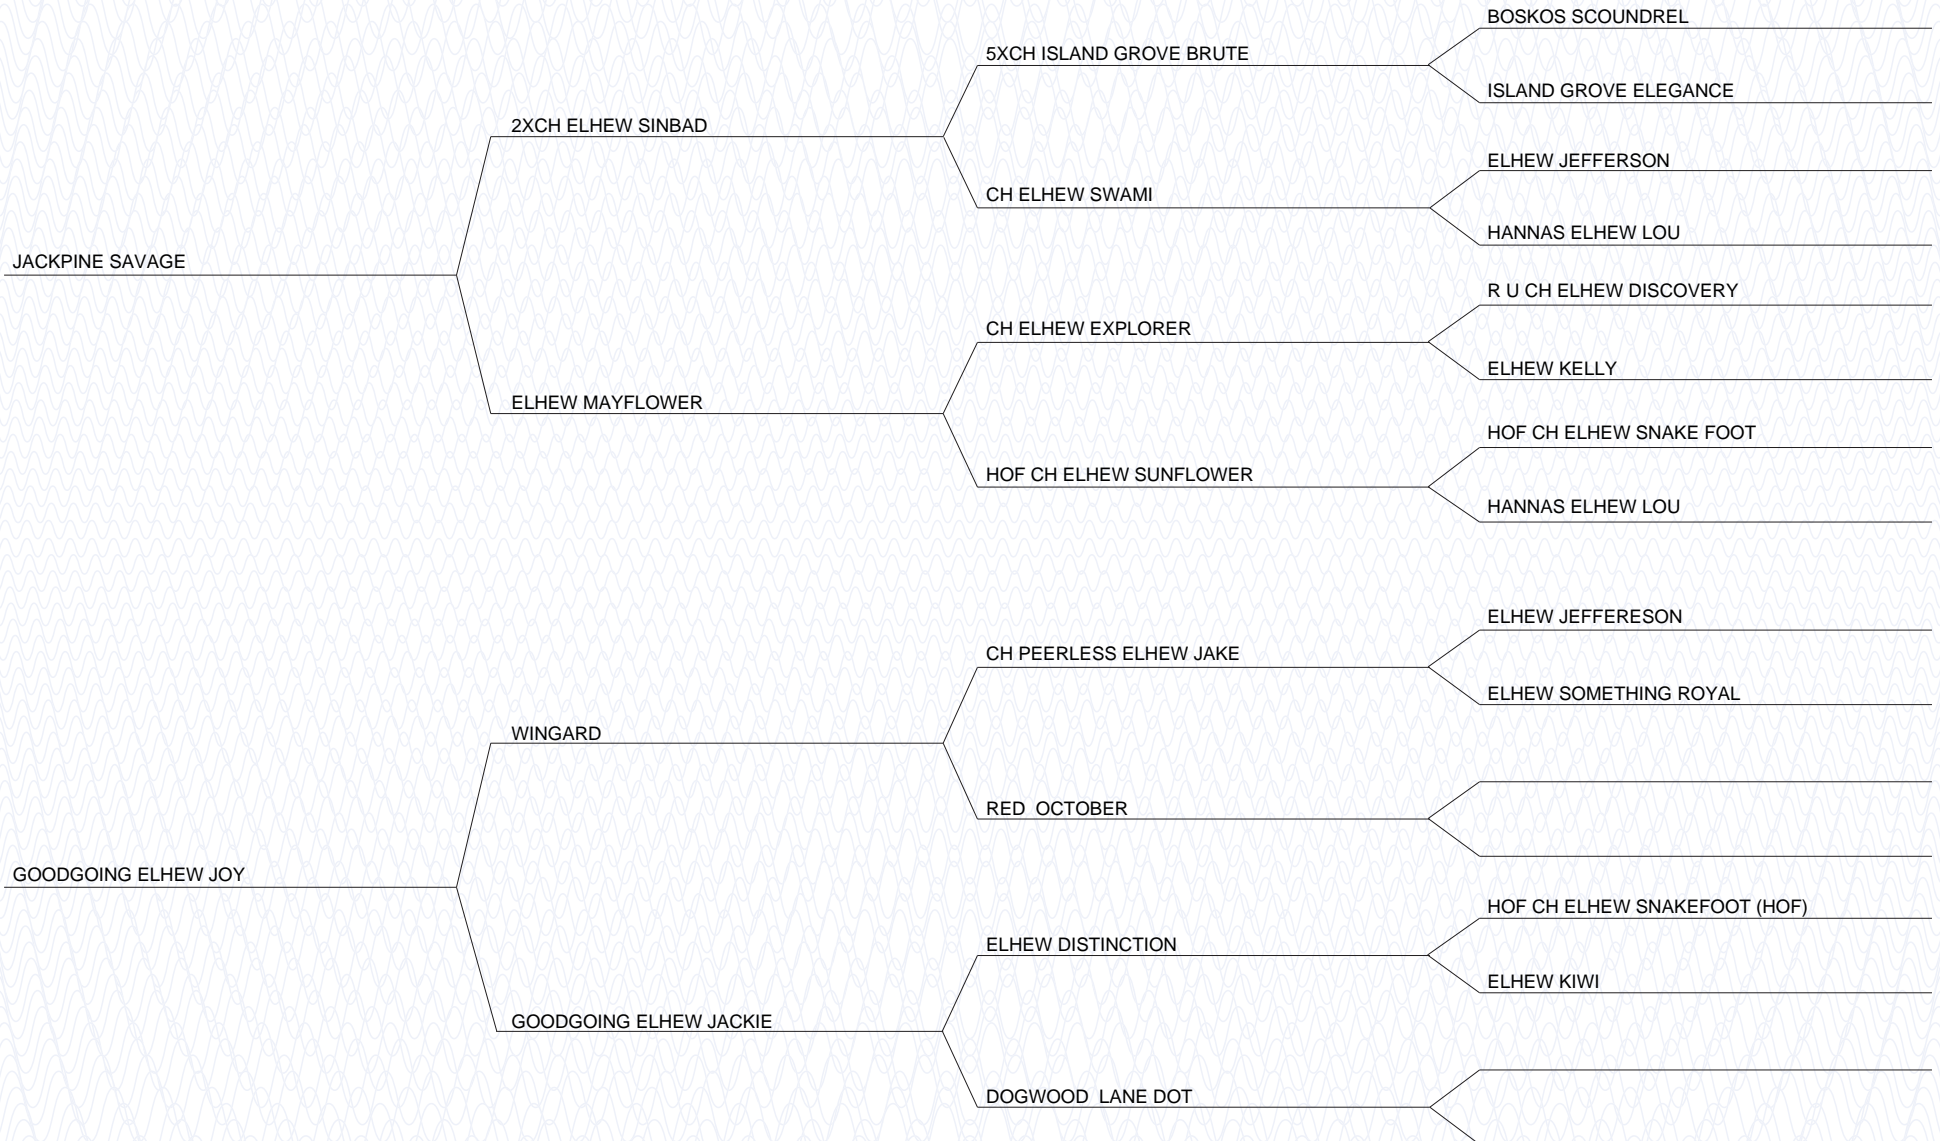 BOSKOS SCOUNDREL
5XCH ISLAND GROVE BRUTE
ISLAND GROVE ELEGANCE
2XCH ELHEW SINBAD
ELHEW JEFFERSON
CH ELHEW SWAMI
HANNAS ELHEW LOU
JACKPINE SAVAGE
R U CH ELHEW DISCOVERY
CH ELHEW EXPLORER
ELHEW KELLY
ELHEW MAYFLOWER
HOF CH ELHEW SNAKE FOOT
HOF CH ELHEW SUNFLOWER
HANNAS ELHEW LOU
ELHEW JEFFERESON
CH PEERLESS ELHEW JAKE
ELHEW SOMETHING ROYAL
WINGARD
RED  OCTOBER
GOODGOING ELHEW JOY
HOF CH ELHEW SNAKEFOOT (HOF)
ELHEW DISTINCTION
ELHEW KIWI
GOODGOING ELHEW JACKIE
DOGWOOD  LANE DOT